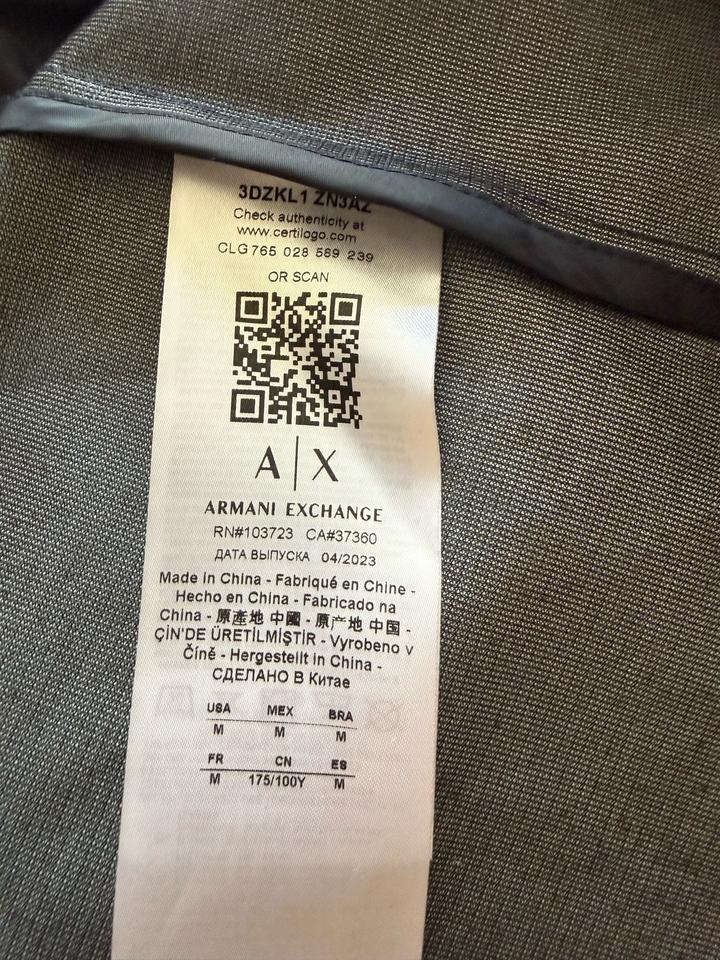 3DZKL1 ZN3AZ
Check authenticity at
www.certilogo.com
CLG 765 028 569 239
OR SCAN
A|X
ARMANI EXCHANGE
RN#103723 CA#37360
ДАТА ВЫПУСКА 04/2023
Made in China - Fabriqué en Chine -
Hecho en China - Fabricado na
China - 原產地 中國 - 原产地 中国 -
ÇİN'DE ÜRETİLMİŞTİR - Vyrobeno v
Číně - Hergestellt in China -
СДЕЛАНО В Китае
USA MEX BRA
M M M
FR CN ES
M 175/100Y M